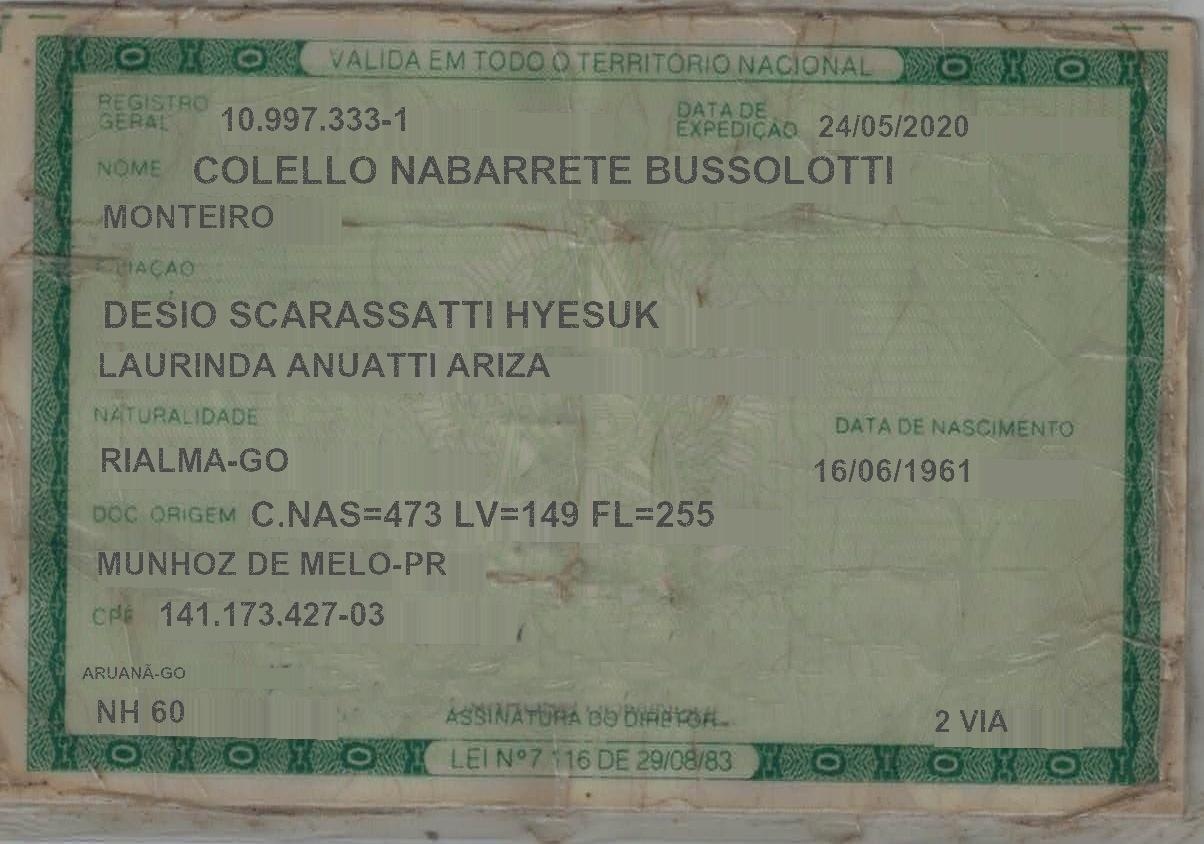 VALIDA EM TODO O TERRITORIO NACIONAL
REGISTRO GERAL 10.997.333-1 DATA DE EXPEDIÇÃO 24/05/2020
NOME COLELLO NABARRETE BUSSOLOTTI
MONTEIRO
FILIAÇÃO
DESIO SCARASSATTI HYESUK
LAURINDA ANUATTI ARIZA
NATURALIDADE DATA DE NASCIMENTO
RIALMA-GO 16/06/1961
DOC ORIGEM C.NAS=473 LV=149 FL=255
MUNHOZ DE MELO-PR
CPF 141.173.427-03
ARUANÃ-GO
NH 60 ASSINATURA DO DIRETOR 2 VIA
LEI Nº 7 116 DE 29/08/83